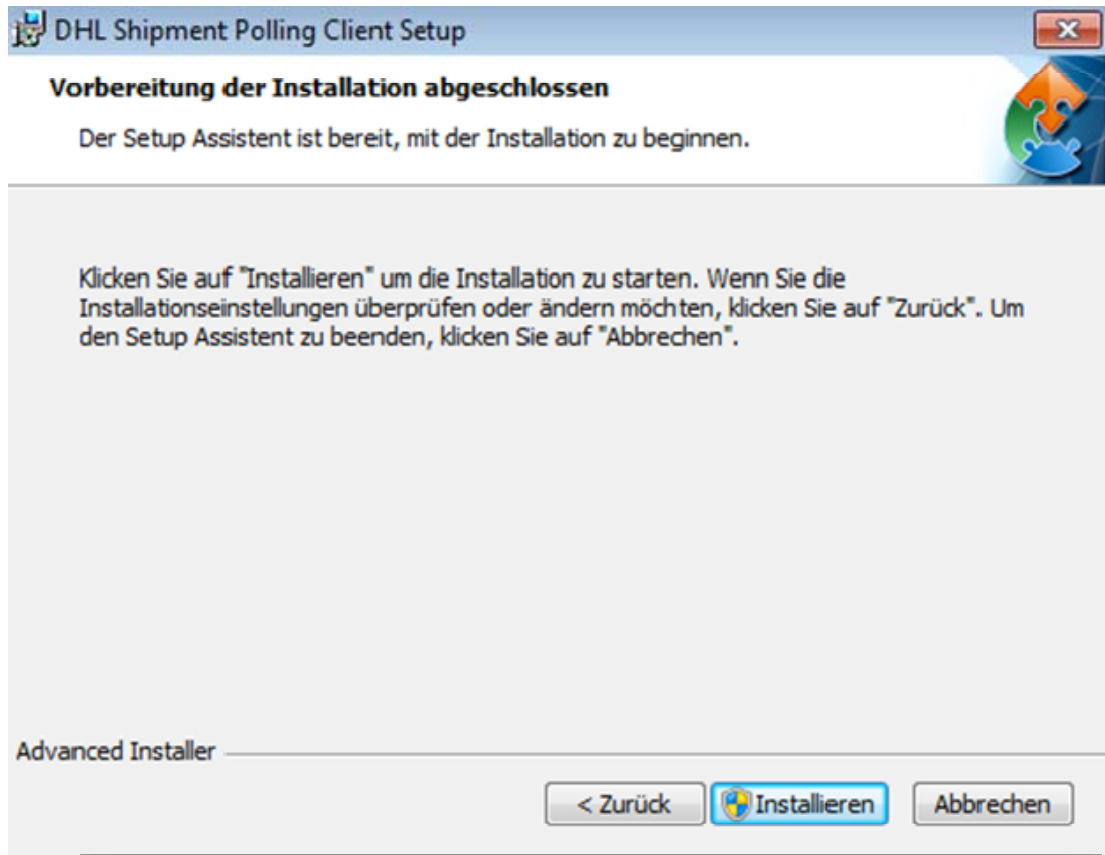 DHL Shipment Polling Client Setup
Vorbereitung der Installation abgeschlossen
Der Setup Assistent ist bereit, mit der Installation zu beginnen.
Klicken Sie auf "Installieren" um die Installation zu starten. Wenn Sie die
Installationseinstellungen überprüfen oder ändern möchten, klicken Sie auf "Zurück". Um
den Setup Assistent zu beenden, klicken Sie auf "Abbrechen".
Advanced Installer
< Zurück Installieren Abbrechen